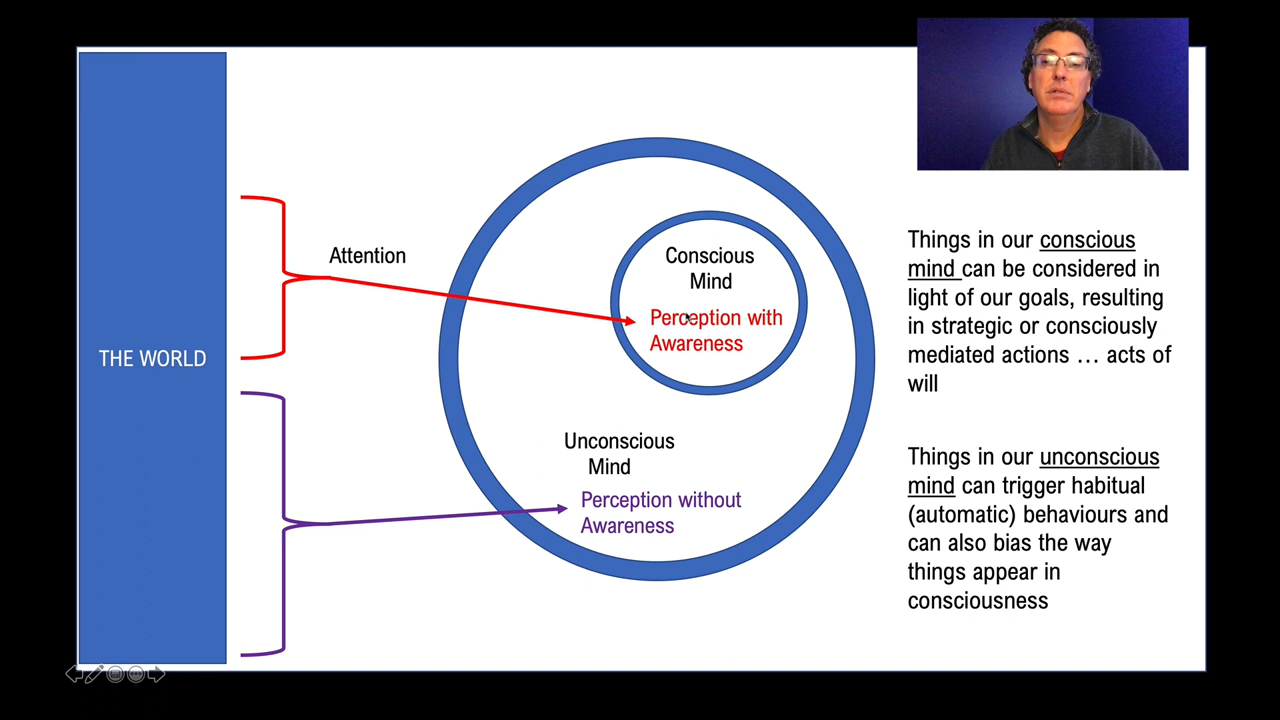 THE WORLD
Attention
Conscious
Mind
Perception with
Awareness
Unconscious
Mind
Perception without
Awareness
Things in our conscious
mind can be considered in
light of our goals, resulting
in strategic or consciously
mediated actions … acts of
will
Things in our unconscious
mind can trigger habitual
(automatic) behaviours and
can also bias the way
things appear in
consciousness